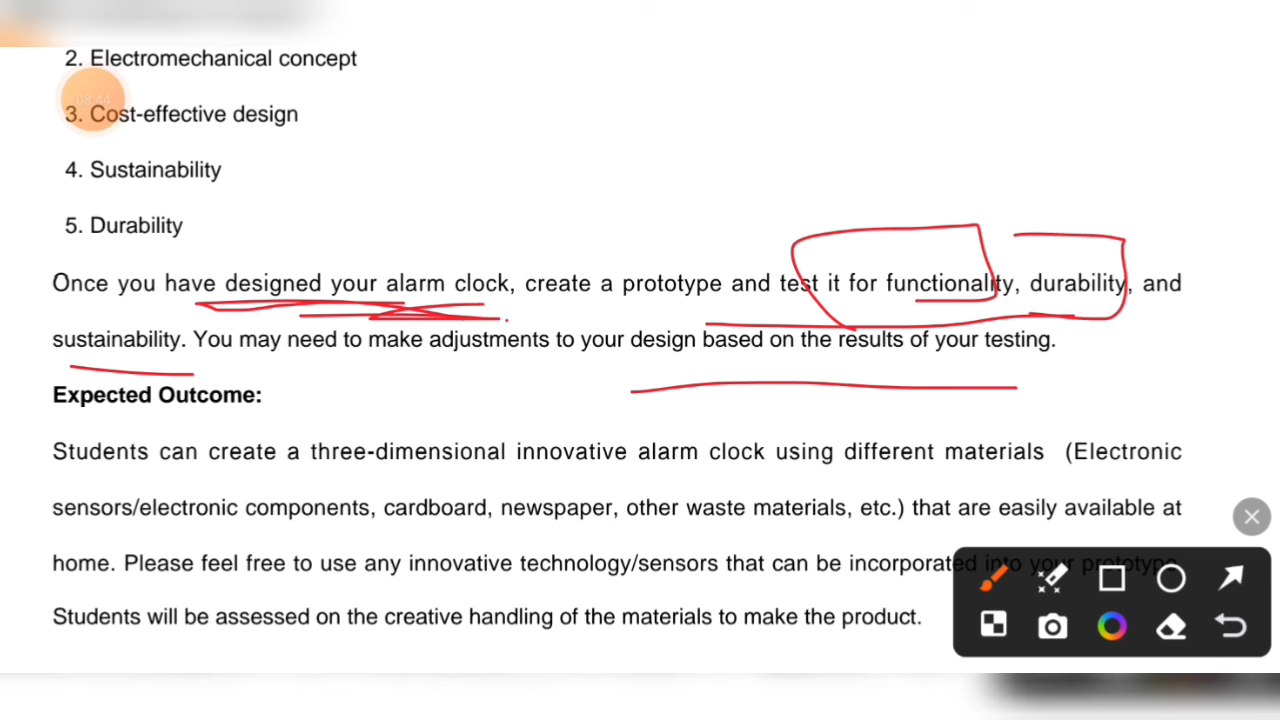 2. Electromechanical concept
08:44
3. Cost-effective design
4. Sustainability
5. Durability
Once you have designed your alarm clock, create a prototype and test it for functionality, durability, and
sustainability. You may need to make adjustments to your design based on the results of your testing.
Expected Outcome:
Students can create a three-dimensional innovative alarm clock using different materials (Electronic
sensors/electronic components, cardboard, newspaper, other waste materials, etc.) that are easily available at
home. Please feel free to use any innovative technology/sensors that can be incorporated into your prototype.
Students will be assessed on the creative handling of the materials to make the product.